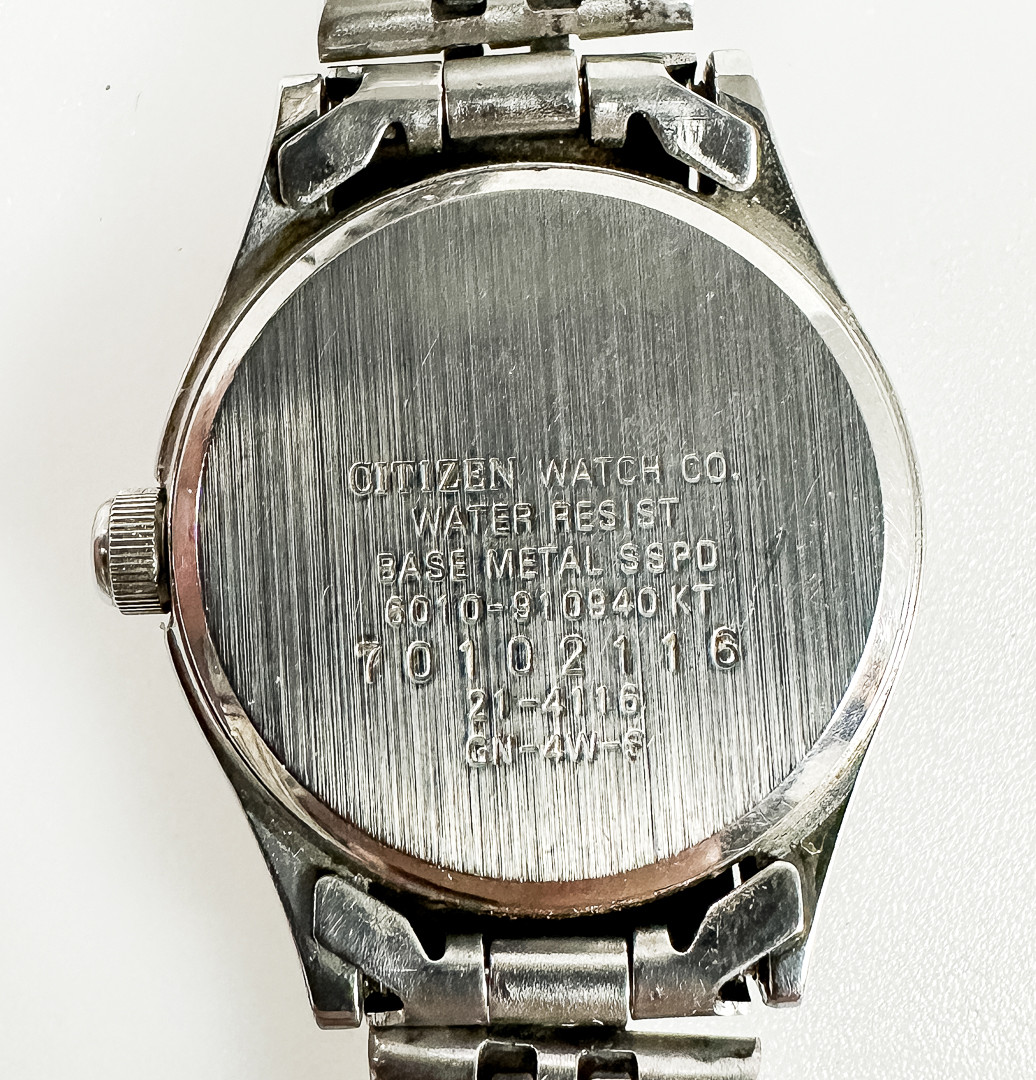 CITIZEN WATCH CO.
WATER RESIST
BASE METAL SSPD
6010-910940 KT
70102116
21-4116
GN-4W-S